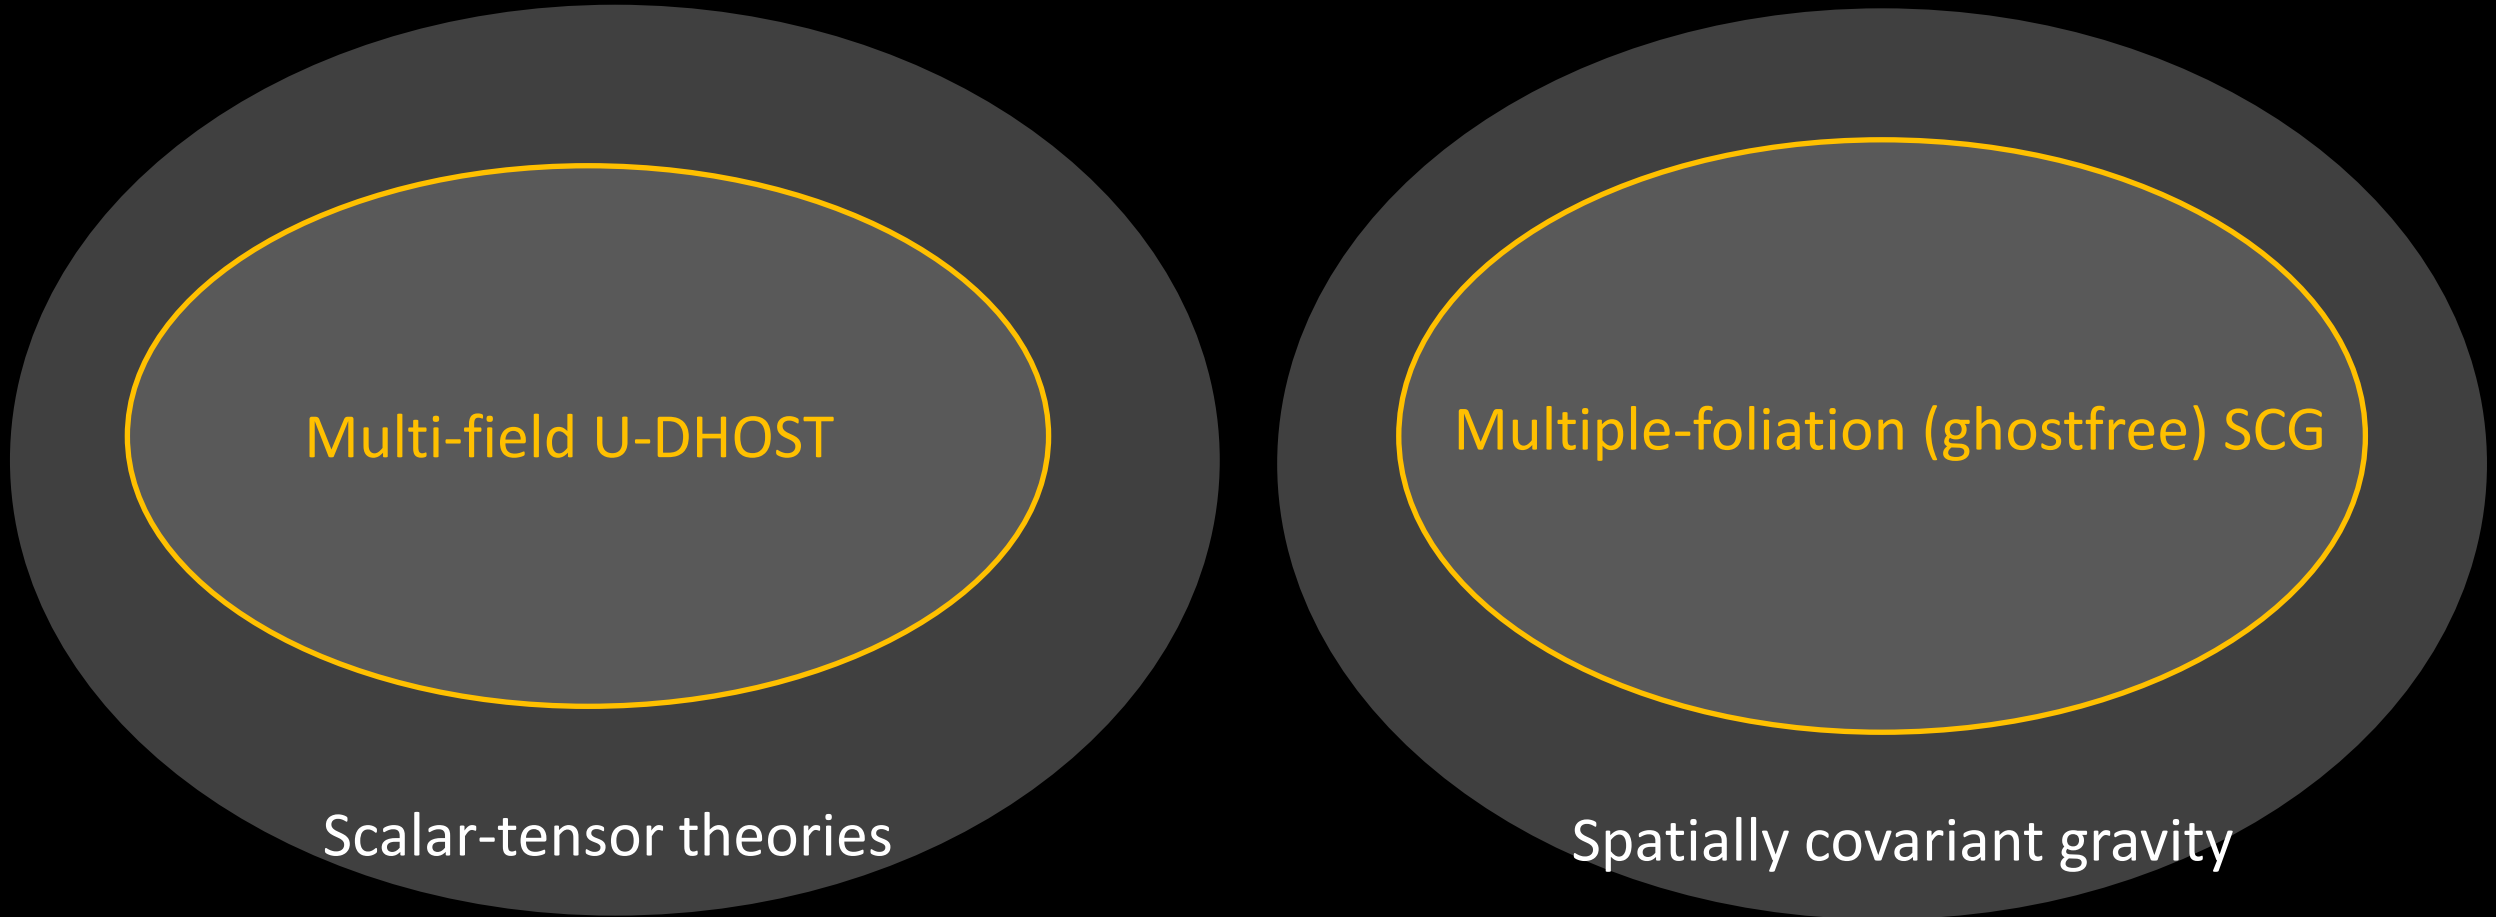 Multi-field U-DHOST
Multiple-foliation (ghostfree) SCG
Scalar-tensor theories
Spatially covariant gravity